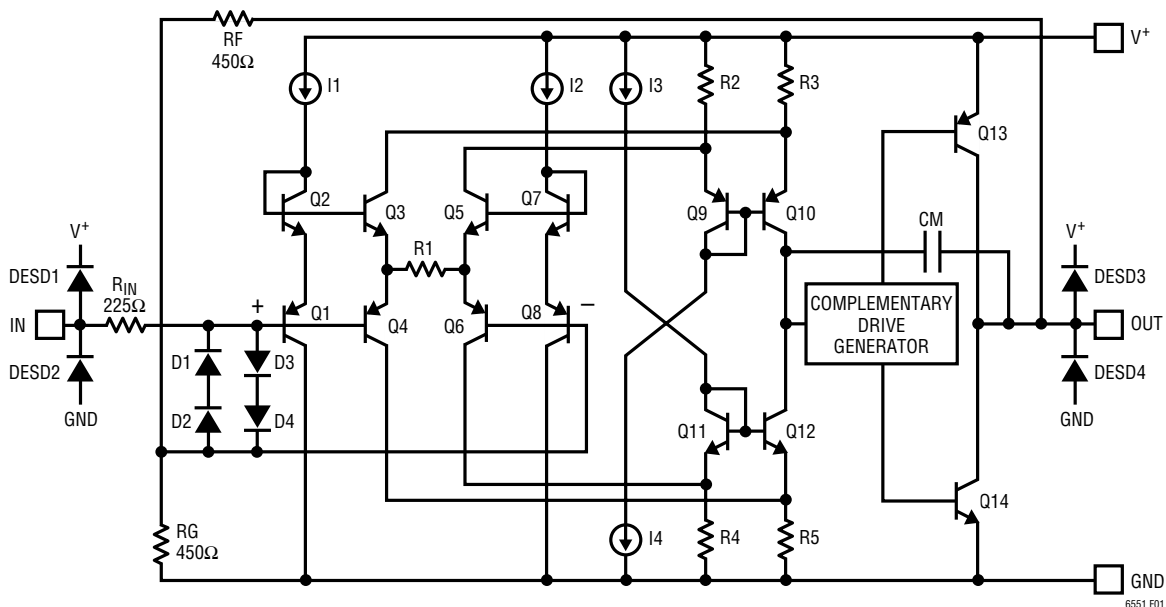 RF
450Ω
V+
I1
I2
I3
R2
R3
Q13
Q2
Q3
Q5
Q7
Q9
Q10
CM
V+
DESD1
RIN
225Ω
R1
V+
DESD3
IN
+
Q1
Q4
Q6
Q8
–
COMPLEMENTARY
DRIVE
GENERATOR
OUT
DESD2
D1
D3
DESD4
GND
D2
D4
Q11
Q12
GND
Q14
RG
450Ω
I4
R4
R5
GND
6551 F01